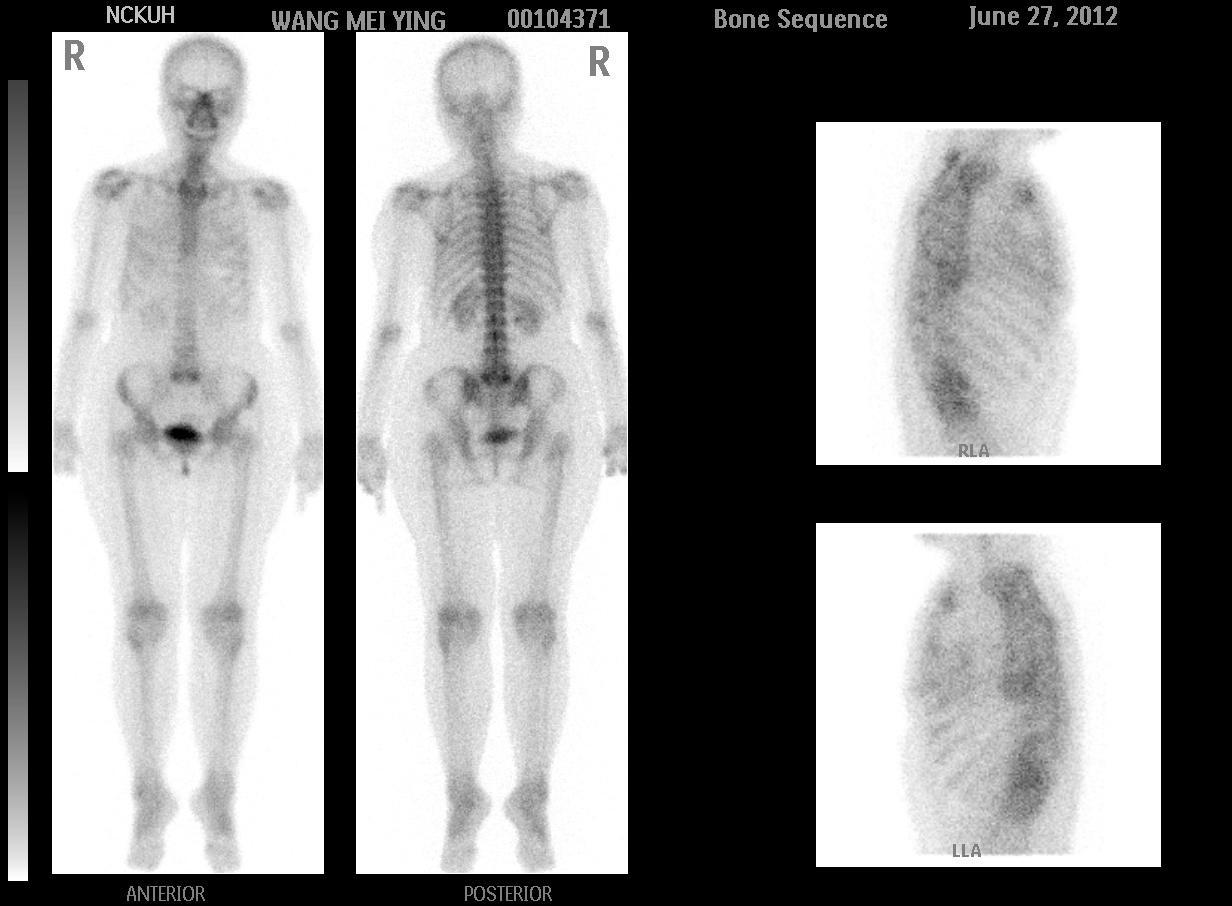 NCKUH WANG MEI YING 00104371 Bone Sequence June 27, 2012
R R
RLA
LLA
ANTERIOR POSTERIOR